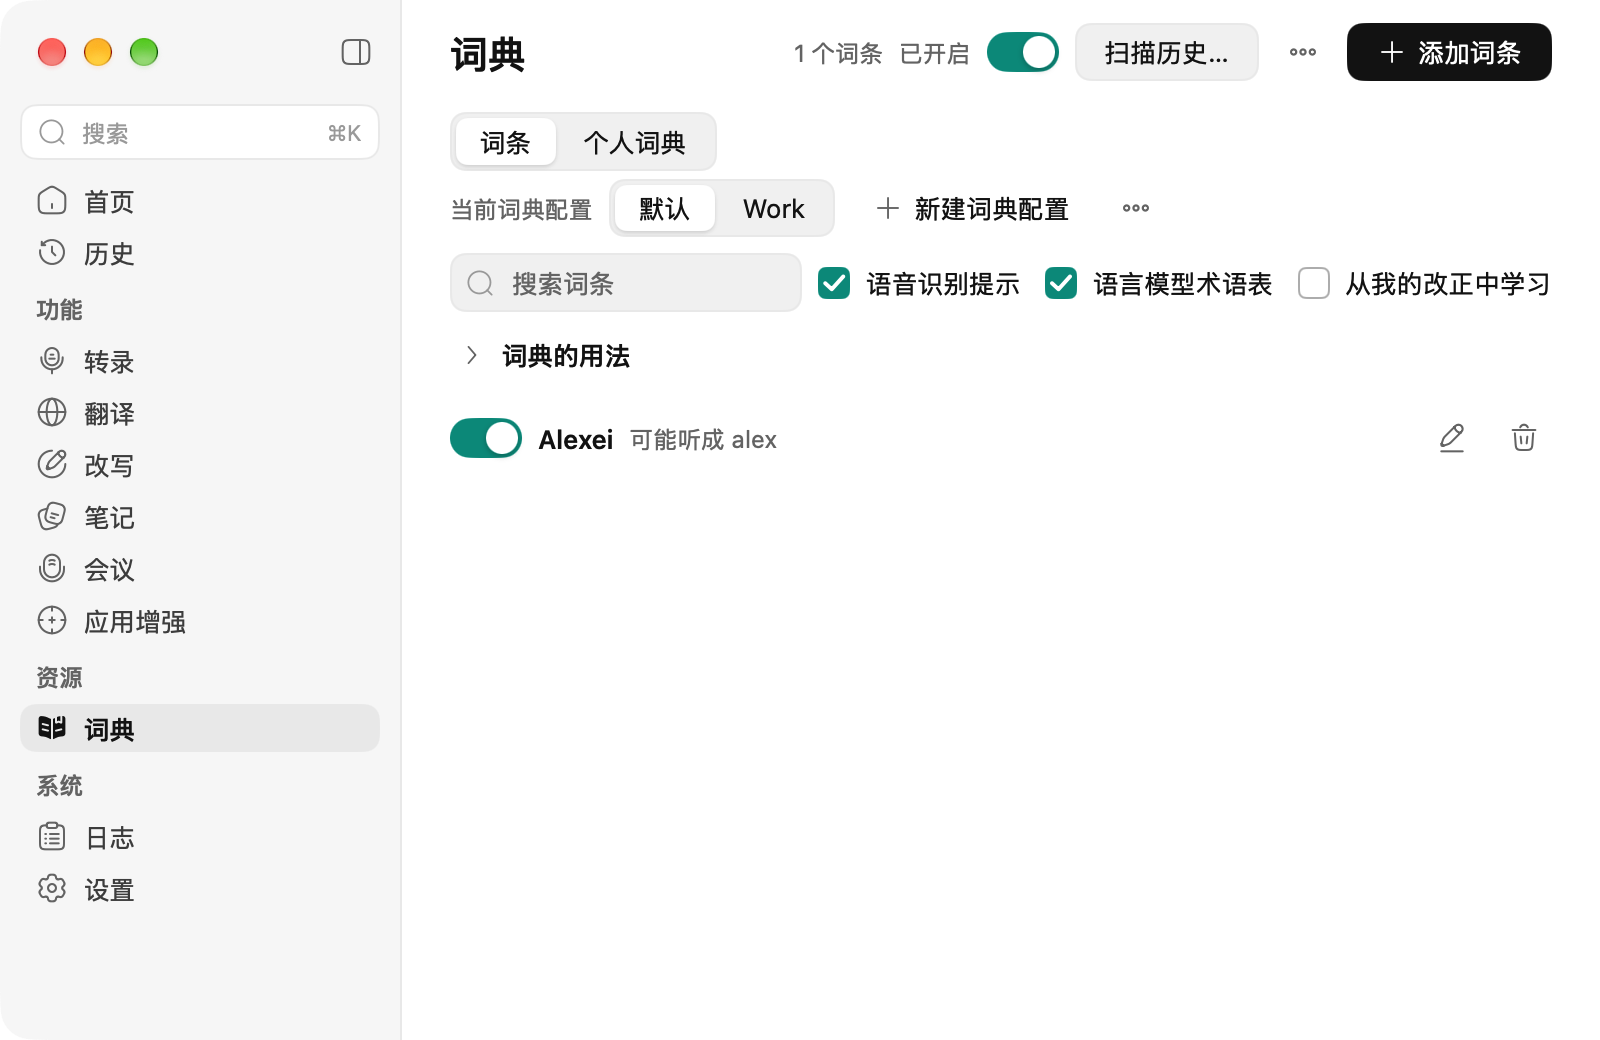 搜索 ⌘K
首页
历史
功能
转录
翻译
改写
笔记
会议
应用增强
资源
词典
系统
日志
设置
词典 1 个词条 已开启 扫描历史... 添加词条
词条 个人词典
当前词典配置 默认 Work 新建词典配置
搜索词条 语音识别提示 语言模型术语表 从我的改正中学习
词典的用法
Alexei 可能听成 alex